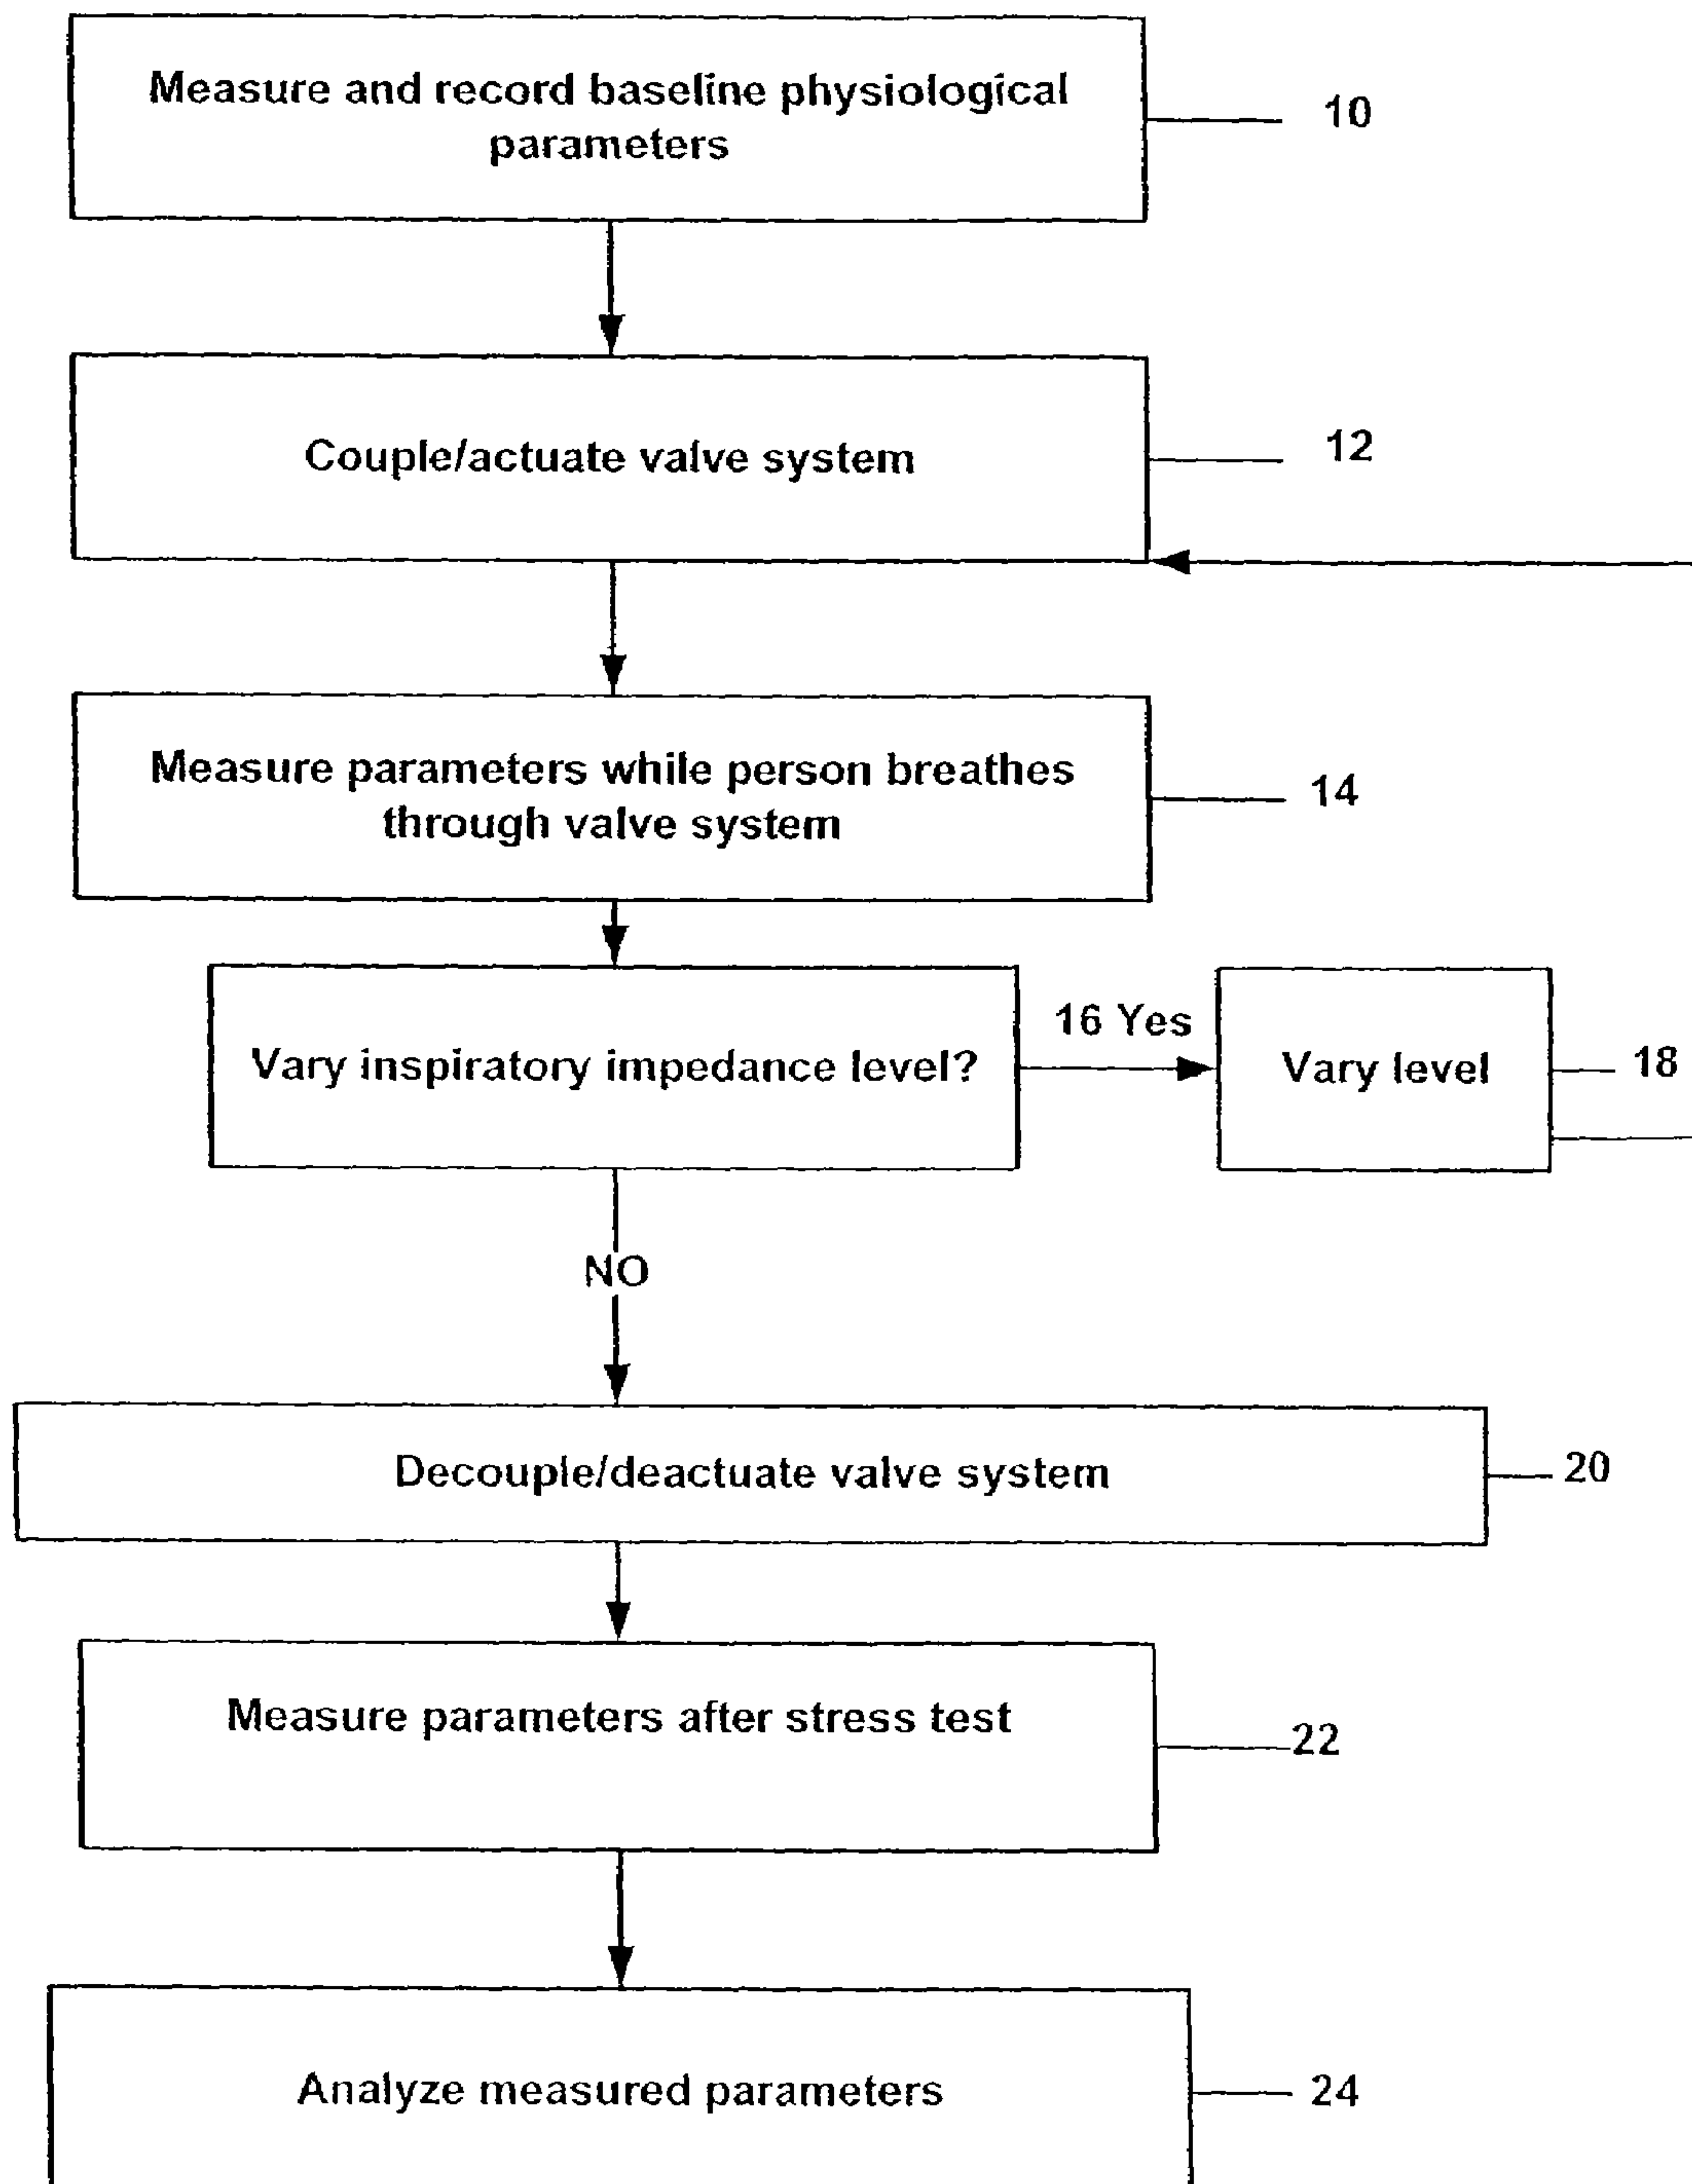 Measure and record baseline physiological
parameters
10
Couple/actuate valve system
12
Measure parameters while person breathes
through valve system
14
Vary inspiratory impedance level?
16 Yes
Vary level
18
NO
Decouple/deactuate valve system
20
Measure parameters after stress test
22
Analyze measured parameters
24